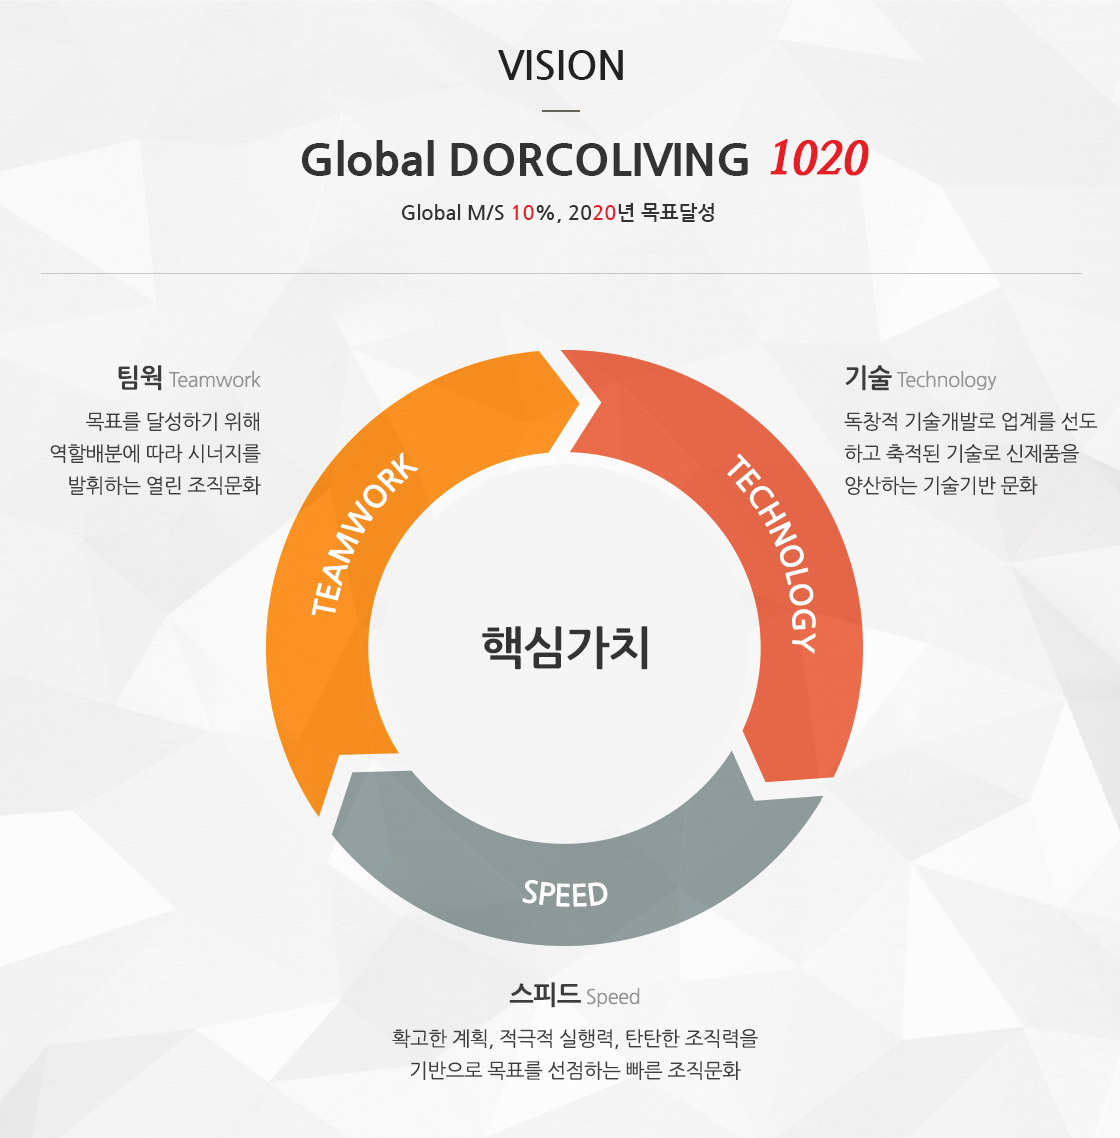 VISION
Global DORCOLIVING 1020
Global M/S 10%, 2020년 목표달성
팀웍 Teamwork
목표를 달성하기 위해
역할배분에 따라 시너지를
발휘하는 열린 조직문화
기술 Technology
독창적 기술개발로 업계를 선도
하고 축적된 기술로 신제품을
양산하는 기술기반 문화
TEAMWORK
TECHNOLOGY
핵심가치
SPEED
스피드 Speed
확고한 계획, 적극적 실행력, 탄탄한 조직력을
기반으로 목표를 선점하는 빠른 조직문화